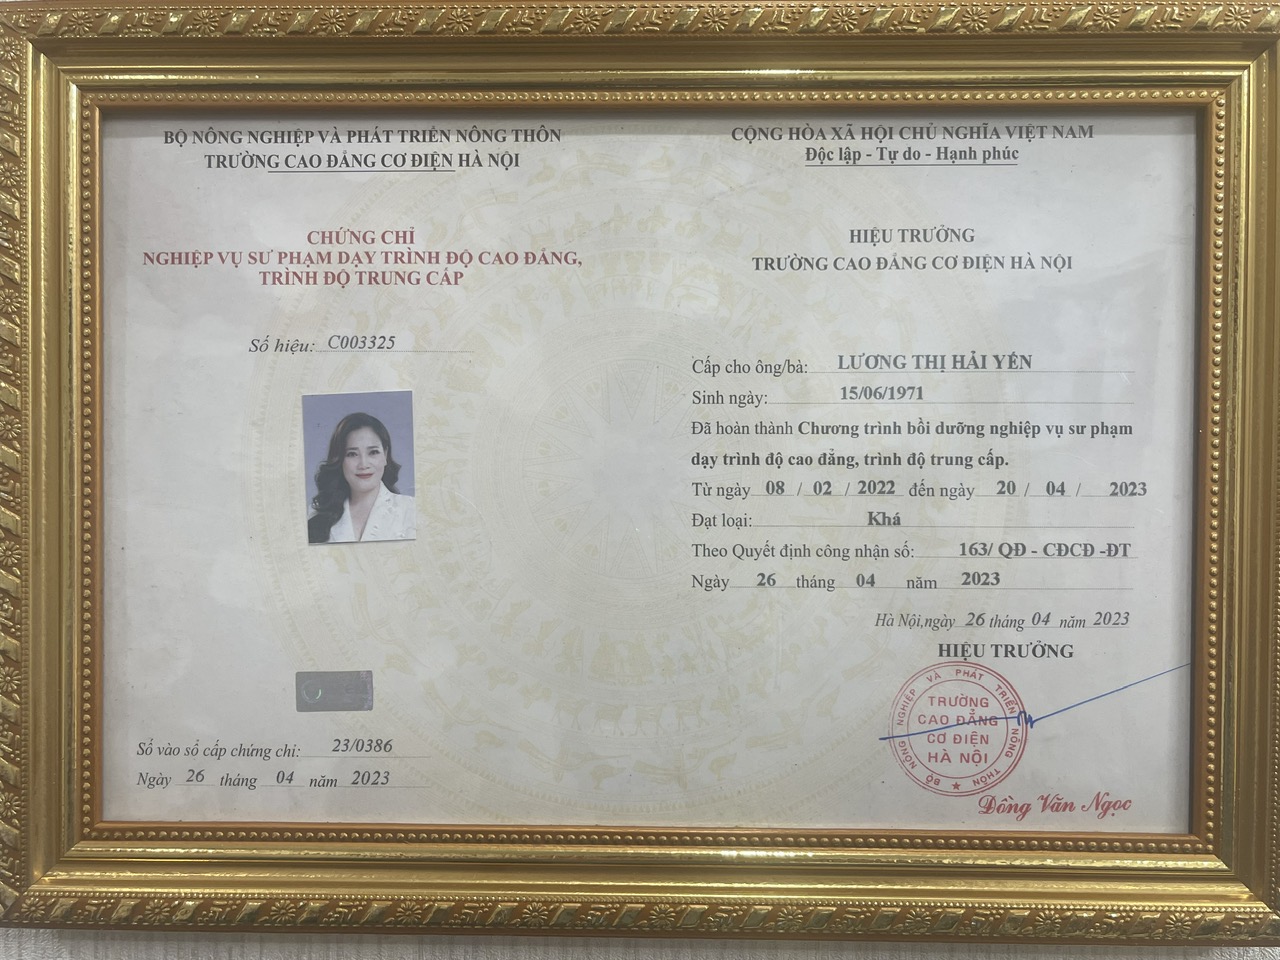 BỘ NÔNG NGHIỆP VÀ PHÁT TRIỂN NÔNG THÔN
TRƯỜNG CAO ĐẲNG CƠ ĐIỆN HÀ NỘI
CHỨNG CHỈ
NGHIỆP VỤ SƯ PHẠM DẠY TRÌNH ĐỘ CAO ĐẲNG,
TRÌNH ĐỘ TRUNG CẤP
Số hiệu: C003325
Số vào sổ cấp chứng chỉ: 23/0386
Ngày 26 tháng 04 năm 2023
CỘNG HÒA XÃ HỘI CHỦ NGHĨA VIỆT NAM
Độc lập - Tự do - Hạnh phúc
HIỆU TRƯỞNG
TRƯỜNG CAO ĐẲNG CƠ ĐIỆN HÀ NỘI
Cấp cho ông/bà: LƯƠNG THỊ HẢI YẾN
Sinh ngày: 15/06/1971
Đã hoàn thành Chương trình bồi dưỡng nghiệp vụ sư phạm
dạy trình độ cao đẳng, trình độ trung cấp.
Từ ngày 08 / 02 / 2022 đến ngày 20 / 04 / 2023
Đạt loại: Khá
Theo Quyết định công nhận số: 163/ QĐ - CĐCĐ -ĐT
Ngày 26 tháng 04 năm 2023
Hà Nội,ngày 26 tháng 04 năm 2023
HIỆU TRƯỞNG
BỘ NÔNG NGHIỆP VÀ PHÁT TRIỂN NÔNG THÔN
TRƯỜNG
CAO ĐẲNG
CƠ ĐIỆN
HÀ NỘI
Đồng Văn Ngọc